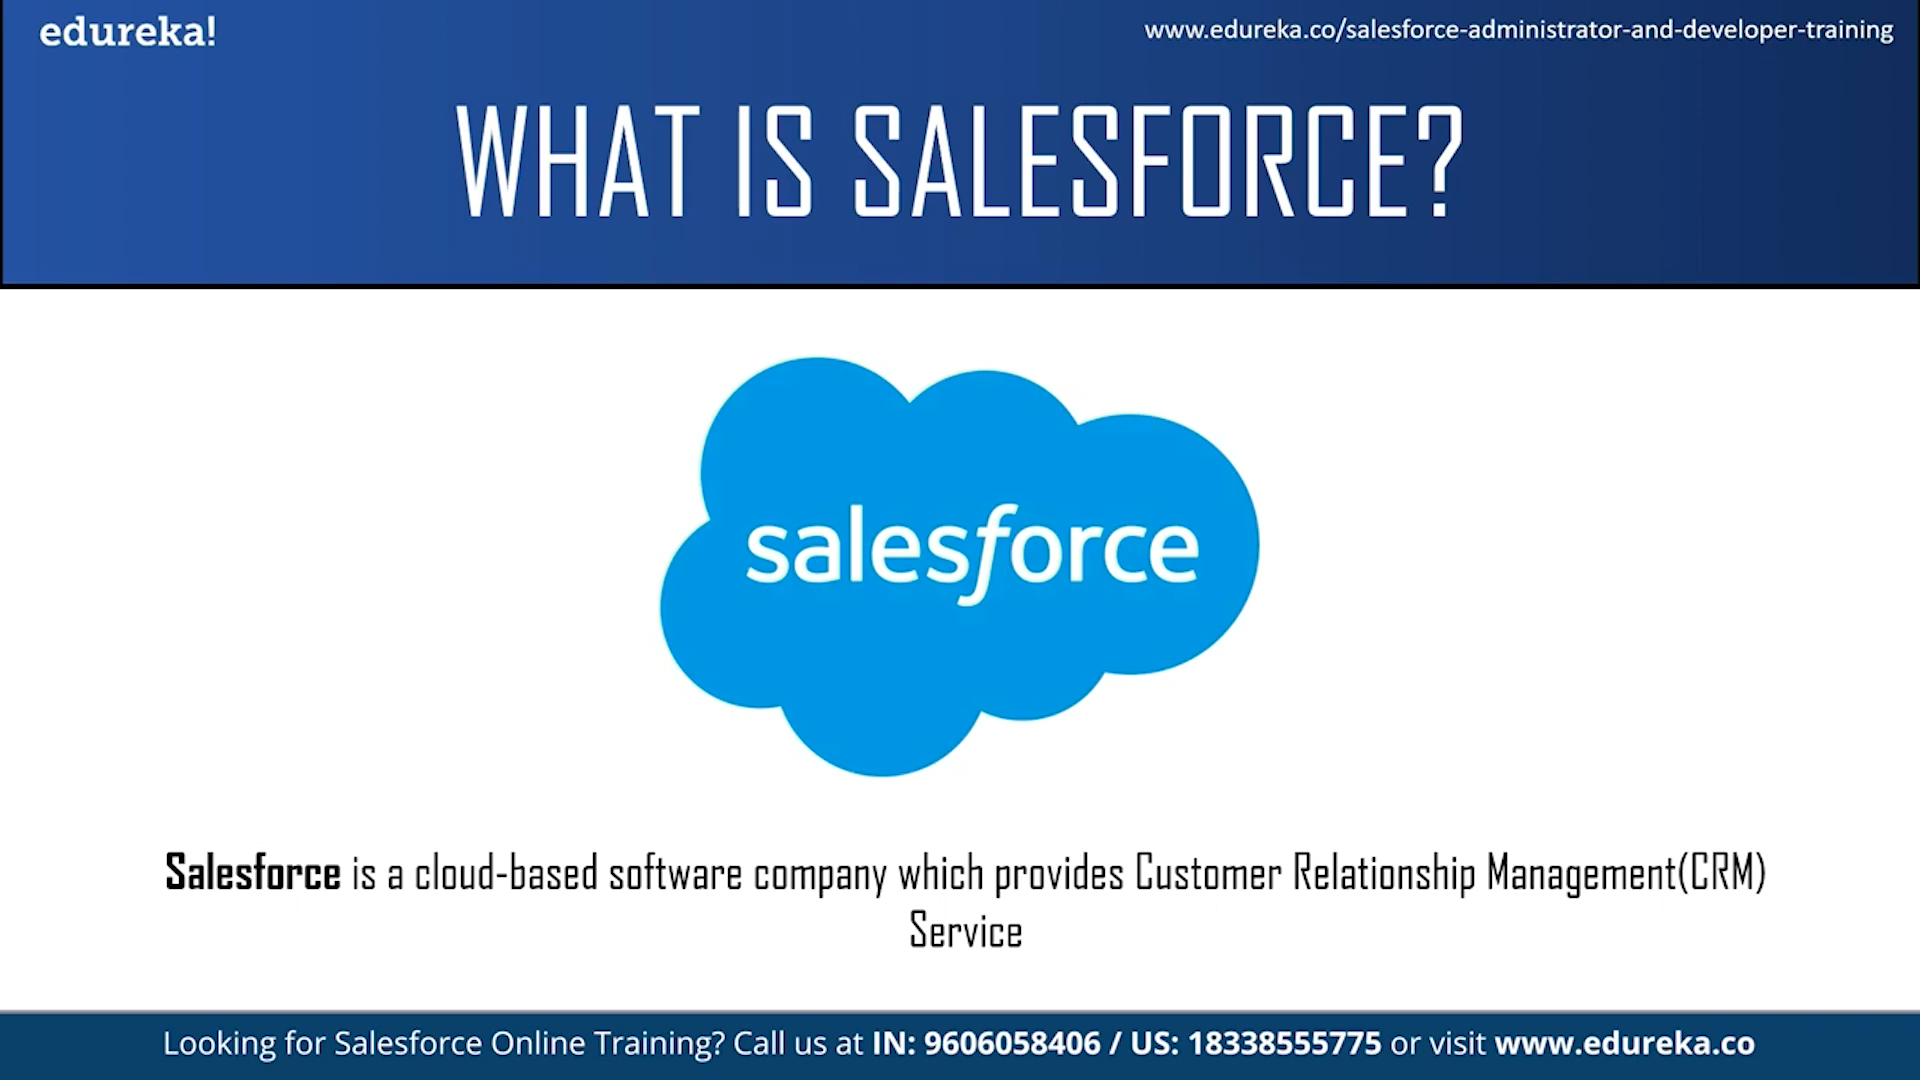 edureka!
www.edureka.co/salesforce-administrator-and-developer-training
WHAT IS SALESFORCE?
salesforce
Salesforce is a cloud-based software company which provides Customer Relationship Management(CRM)
Service
Looking for Salesforce Online Training? Call us at IN: 9606058406 / US: 18338555775 or visit www.edureka.co